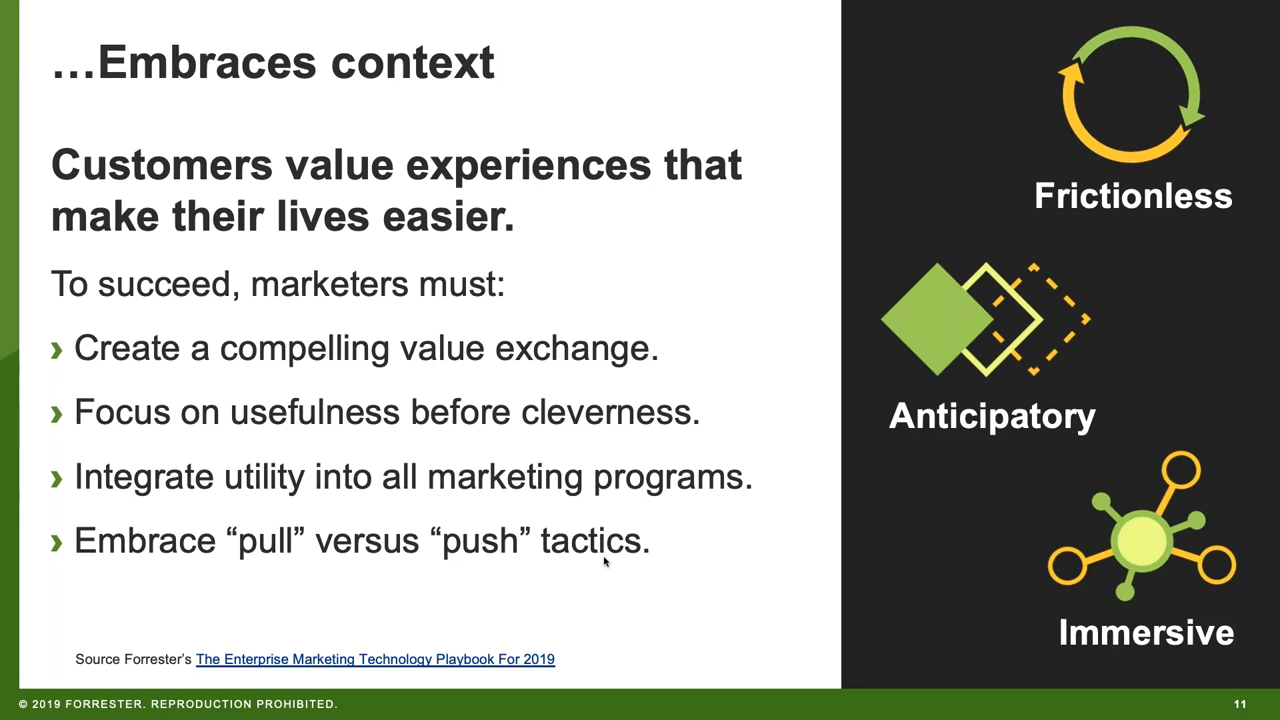 …Embraces context
Customers value experiences that
make their lives easier.
To succeed, marketers must:
› Create a compelling value exchange.
› Focus on usefulness before cleverness.
› Integrate utility into all marketing programs.
› Embrace “pull” versus “push” tactics.
Source Forrester’s The Enterprise Marketing Technology Playbook For 2019
Frictionless
Anticipatory
Immersive
© 2019 FORRESTER. REPRODUCTION PROHIBITED.
11